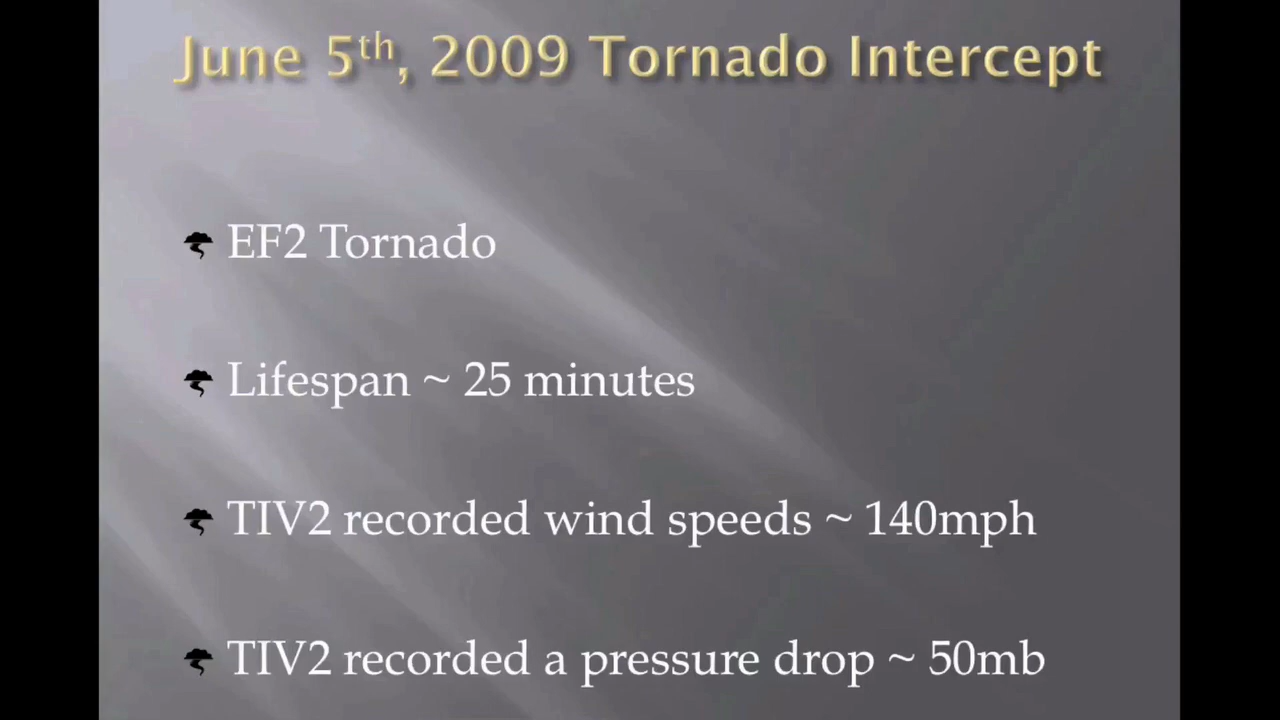 June 5th, 2009 Tornado Intercept
EF2 Tornado
Lifespan ~ 25 minutes
TIV2 recorded wind speeds ~ 140mph
TIV2 recorded a pressure drop ~ 50mb